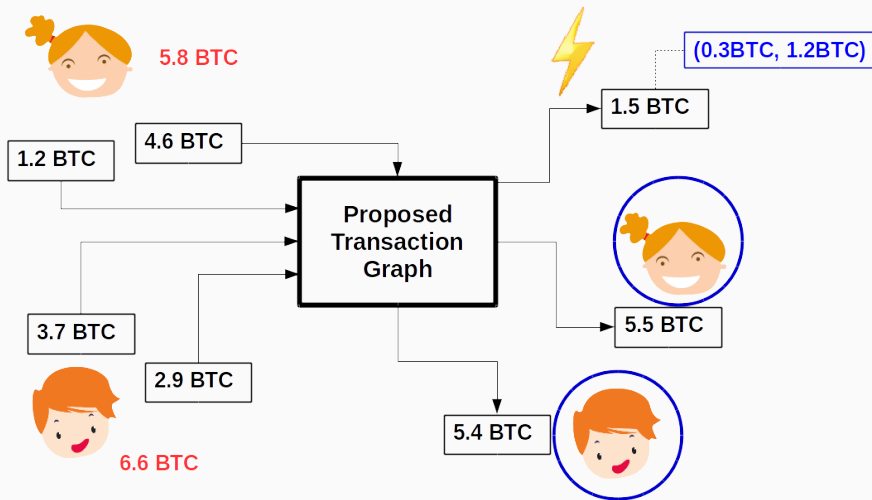 5.8 BTC
(0.3BTC, 1.2BTC)
1.5 BTC
4.6 BTC
1.2 BTC
Proposed
Transaction
Graph
3.7 BTC
5.5 BTC
2.9 BTC
5.4 BTC
6.6 BTC